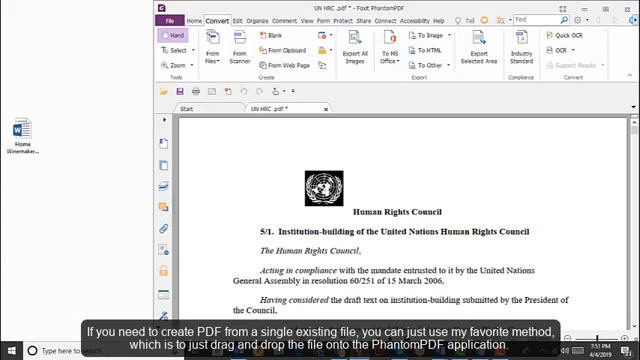 UN HRC.pdf * - Foxit PhantomPDF
File Home Convert Edit Organize Comment View Form Protect Share Help
Hand
Select
Zoom
From Files
From Scanner
Blank
From Clipboard
From Web Page
Export All Images
To MS Office
To Image
To HTML
To Other
Export Selected Area
Industry Standard
Quick OCR
OCR
Suspect Results
Tools
Create
Export
Compliance
Start
UN HRC.pdf *
Home Winemaker...
Human Rights Council
5/1. Institution-building of the United Nations Human Rights Council
The Human Rights Council,
Acting in compliance with the mandate entrusted to it by the United Nations
General Assembly in resolution 60/251 of 15 March 2006,
Having considered the draft text on institution-building submitted by the President of
the Council,
If you need to create PDF from a single existing file, you can just use my favorite method,
which is to just drag and drop the file onto the PhantomPDF application.
Type here to search
7:51 PM